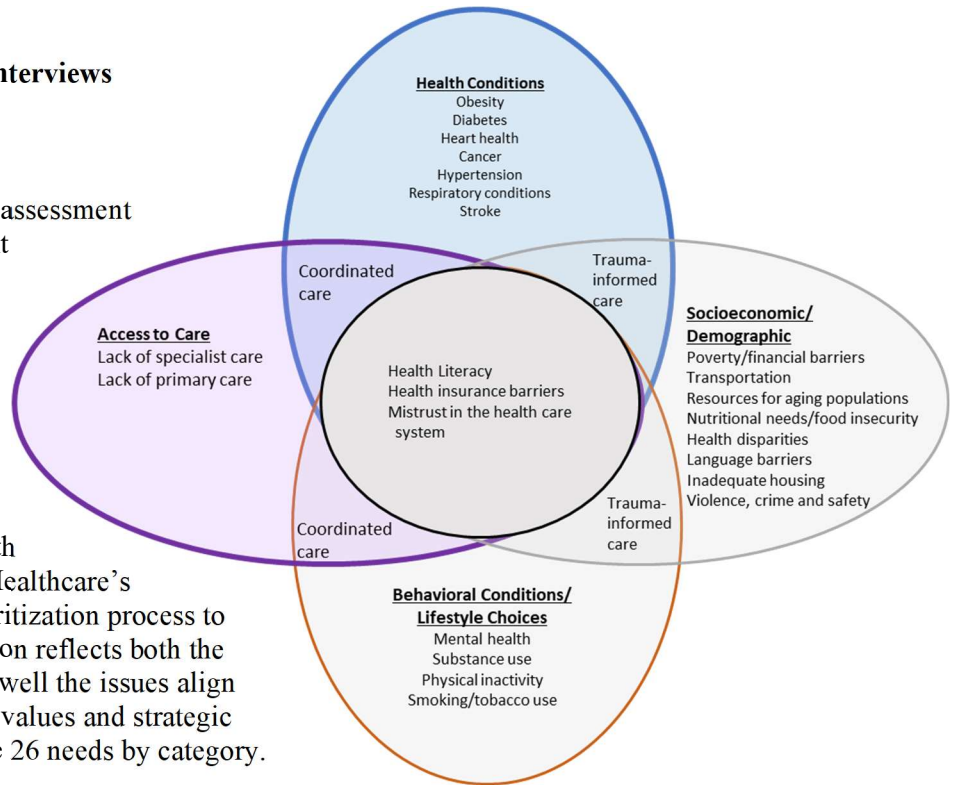 nterviews
assessment
t
th
Healthcare's
ritization process to
on reflects both the
well the issues align
values and strategic
e 26 needs by category.
Health Conditions
Obesity
Diabetes
Heart health
Cancer
Hypertension
Respiratory conditions
Stroke
Coordinated
care
Trauma-
informed
care
Access to Care
Lack of specialist care
Lack of primary care
Health Literacy
Health insurance barriers
Mistrust in the health care
system
Socioeconomic/
Demographic
Poverty/financial barriers
Transportation
Resources for aging populations
Nutritional needs/food insecurity
Health disparities
Language barriers
Inadequate housing
Violence, crime and safety
Coordinated
care
Trauma-
informed
care
Behavioral Conditions/
Lifestyle Choices
Mental health
Substance use
Physical inactivity
Smoking/tobacco use